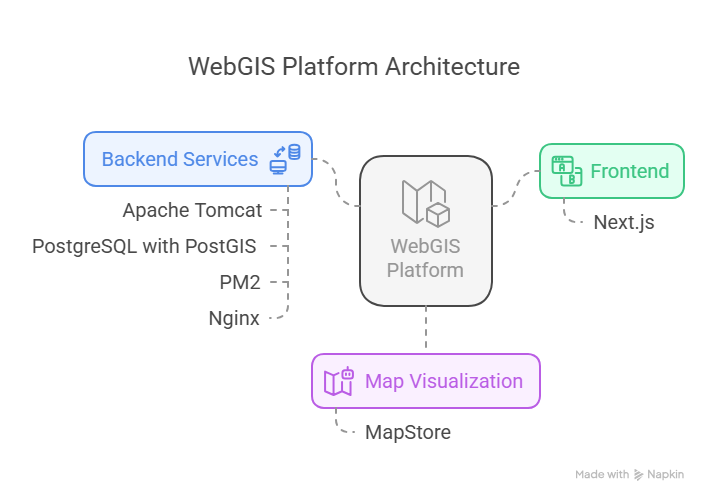 WebGIS Platform Architecture
Backend Services
Apache Tomcat
PostgreSQL with PostGIS
PM2
Nginx
WebGIS
Platform
A
B
Frontend
Next.js
Map Visualization
MapStore
Made with Napkin